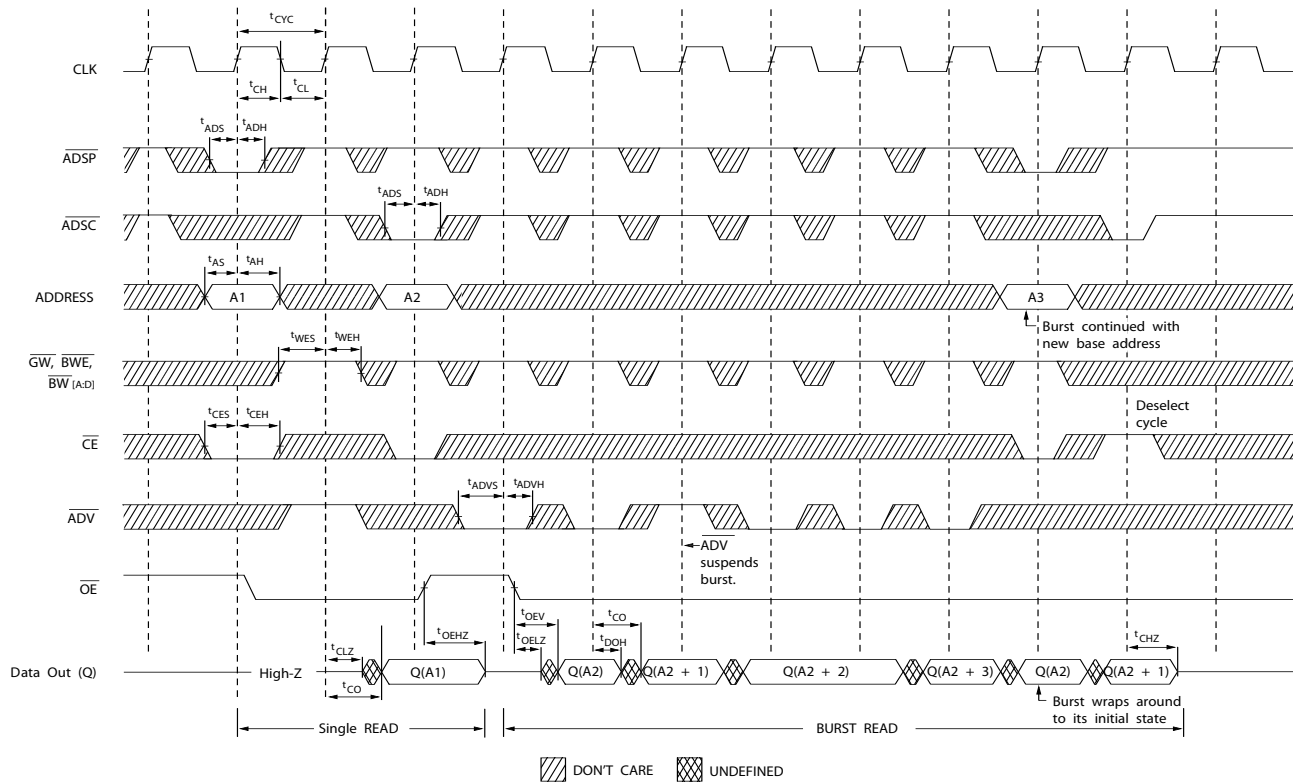 tCYC
CLK
tCH tCL
tADS tADH
ADSP
tADS tADH
ADSC
tAS tAH
ADDRESS A1 A2 A3
Burst continued with
new base address
tWES tWEH
GW, BWE,
BW [A:D]
Deselect
cycle
tCES tCEH
CE
tADVS tADVH
ADV
ADV
suspends
burst.
OE
tOEV tCO
tOEHZ tOELZ tDOH tCHZ
tCLZ
Data Out (Q) High-Z Q(A1) Q(A2) Q(A2 + 1) Q(A2 + 2) Q(A2 + 3) Q(A2) Q(A2 + 1)
tCO
Burst wraps around
to its initial state
Single READ BURST READ
DON'T CARE UNDEFINED